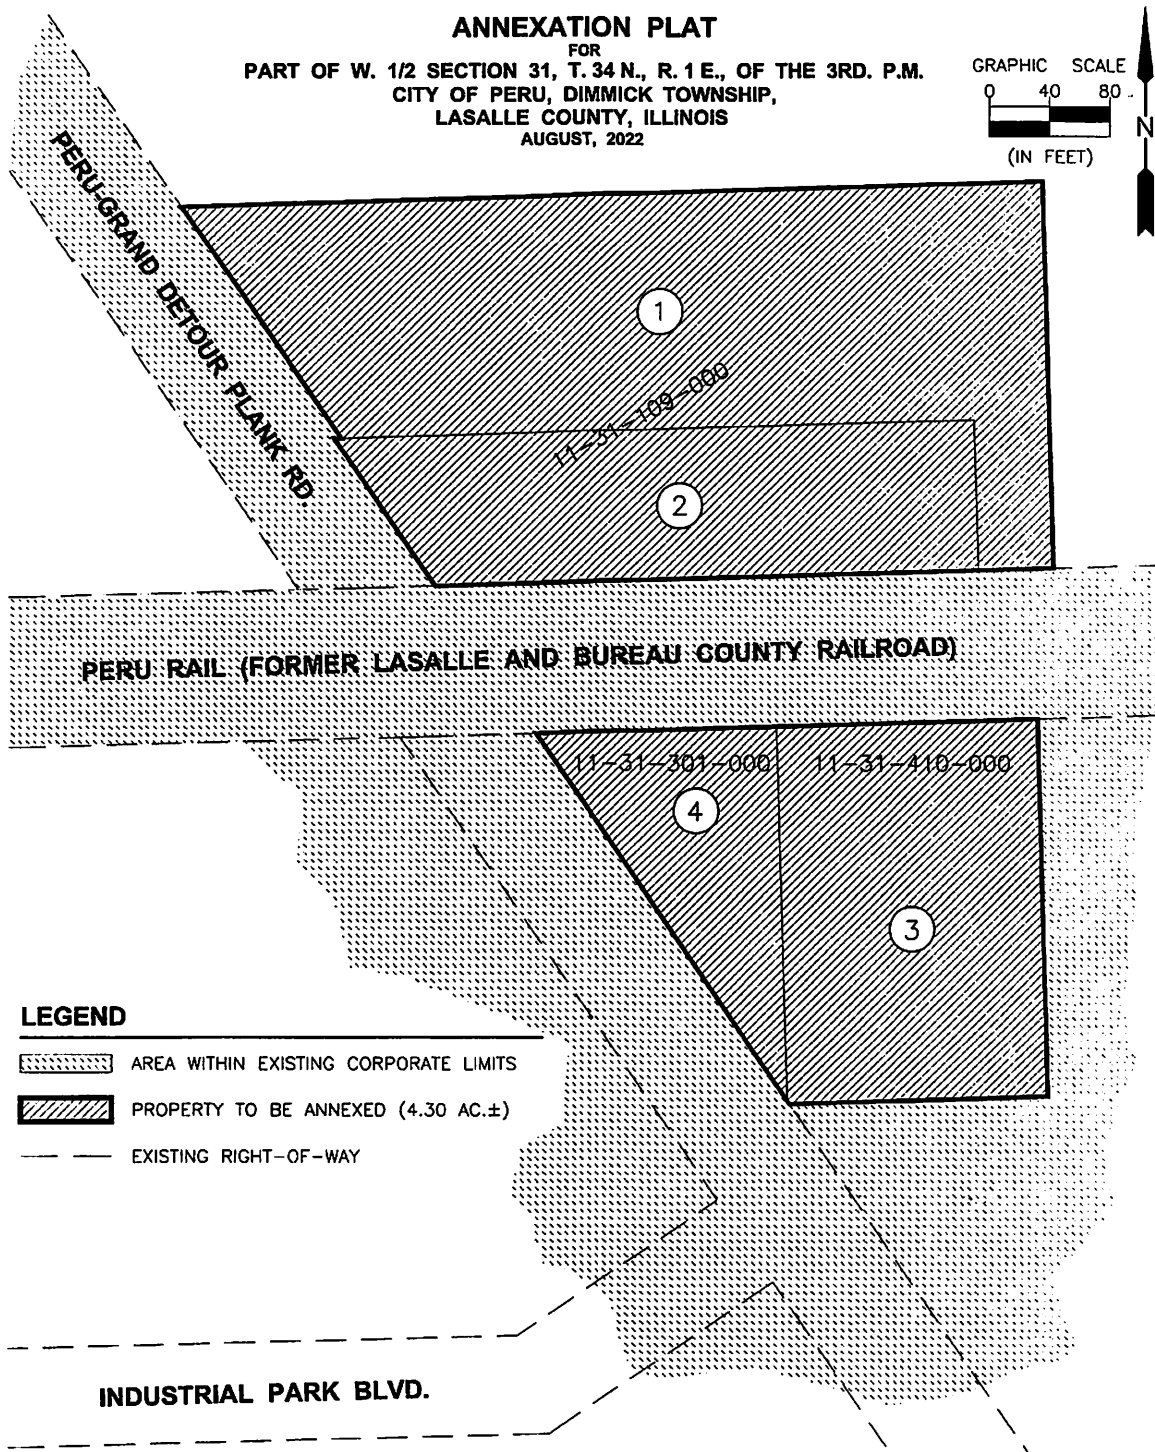 ANNEXATION PLAT
FOR
PART OF W. 1/2 SECTION 31, T. 34 N., R. 1 E., OF THE 3RD. P.M.
CITY OF PERU, DIMMICK TOWNSHIP,
LASALLE COUNTY, ILLINOIS
AUGUST, 2022
GRAPHIC SCALE
0 40 80
(IN FEET)
N
PERU-GRAND DETOUR PLANK RD.
1
11-31-109-000
2
PERU RAIL (FORMER LASALLE AND BUREAU COUNTY RAILROAD)
11-31-301-000 11-31-410-000
4
3
LEGEND
AREA WITHIN EXISTING CORPORATE LIMITS
PROPERTY TO BE ANNEXED (4.30 AC.±)
EXISTING RIGHT-OF-WAY
INDUSTRIAL PARK BLVD.